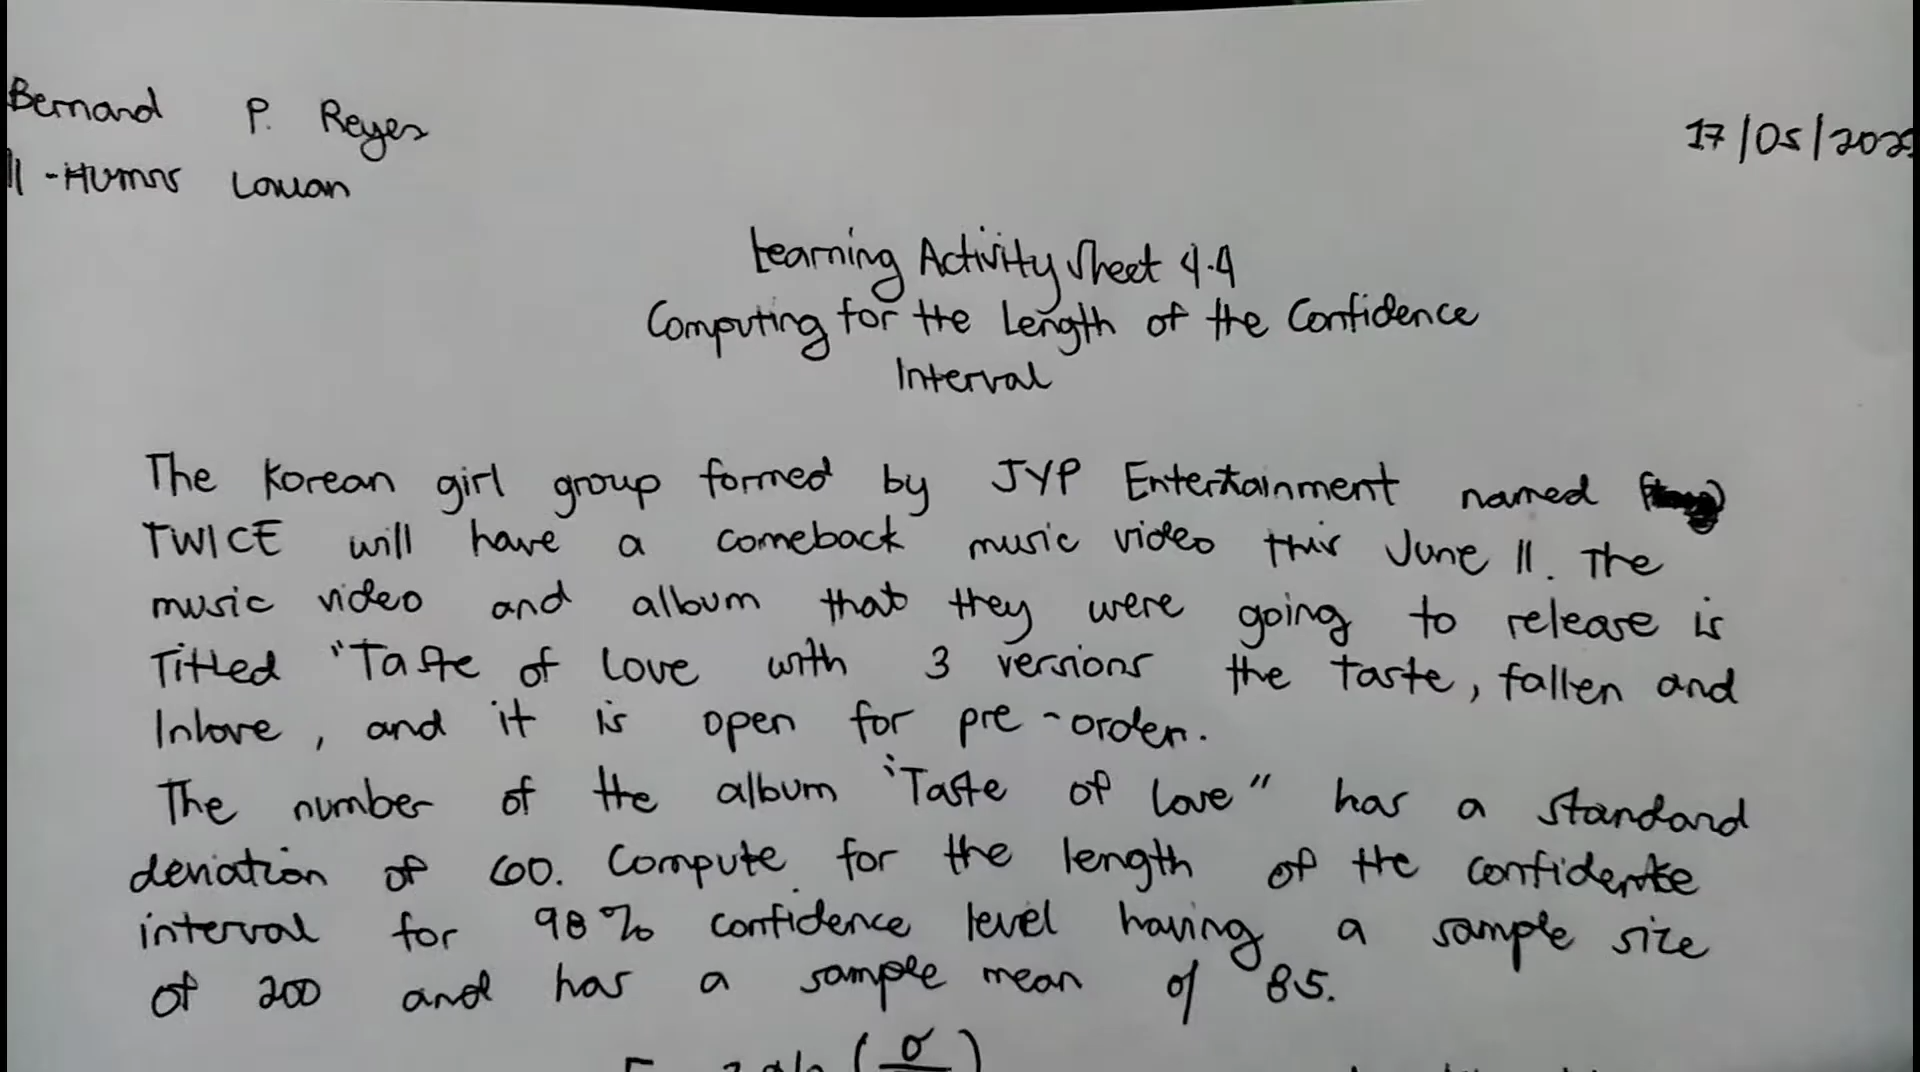 Bernard P. Reyes
11 - Humss
17/05/202
Learning Activity Sheet 4.4
Computing for the Length of the Confidence
Interval
The Korean girl group formed by JYP Entertainment named
TWICE will have a comeback music video this June 11. The
music video and album that they were going to release is
Titled "Taste of Love with 3 versions the taste, fallen and
Inlove, and it is open for pre-order.
The number of the album "Taste of Love" has a standard
deviation of 60. Compute for the length of the confidence
interval for 98% confidence level having a sample size
of 200 and has a sample mean of 85.
σ